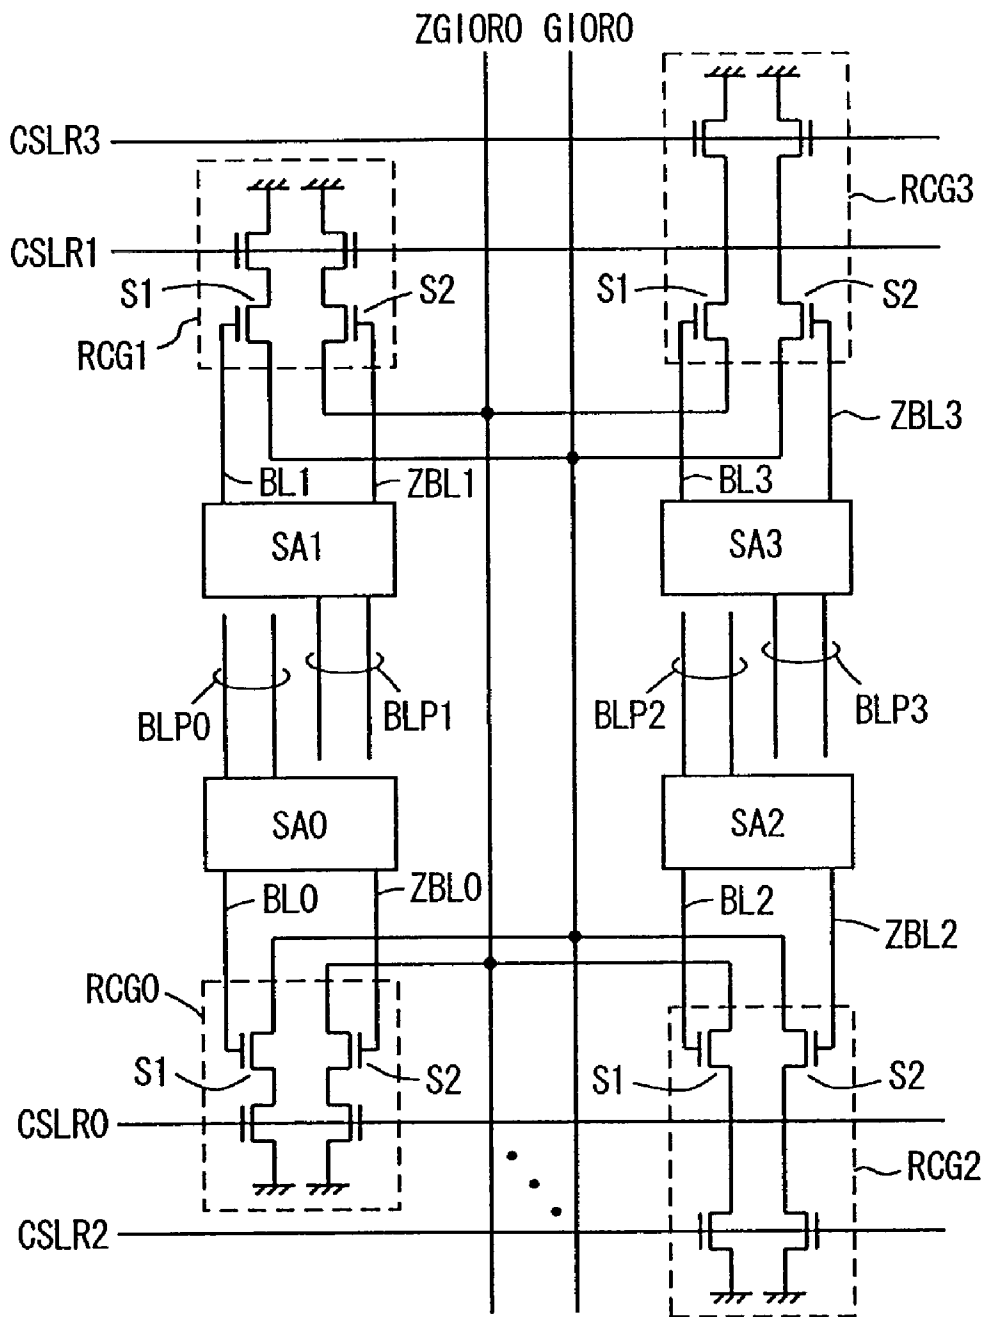 ZGIOR0 GIOR0
CSLR3
RCG3
CSLR1
S1
S2
S1
S2
RCG1
ZBL3
BL1
ZBL1
BL3
SA1
SA3
BLP0
BLP1
BLP2
BLP3
SA0
SA2
BL0
ZBL0
BL2
ZBL2
RCG0
S1
S2
S1
S2
CSLR0
RCG2
CSLR2